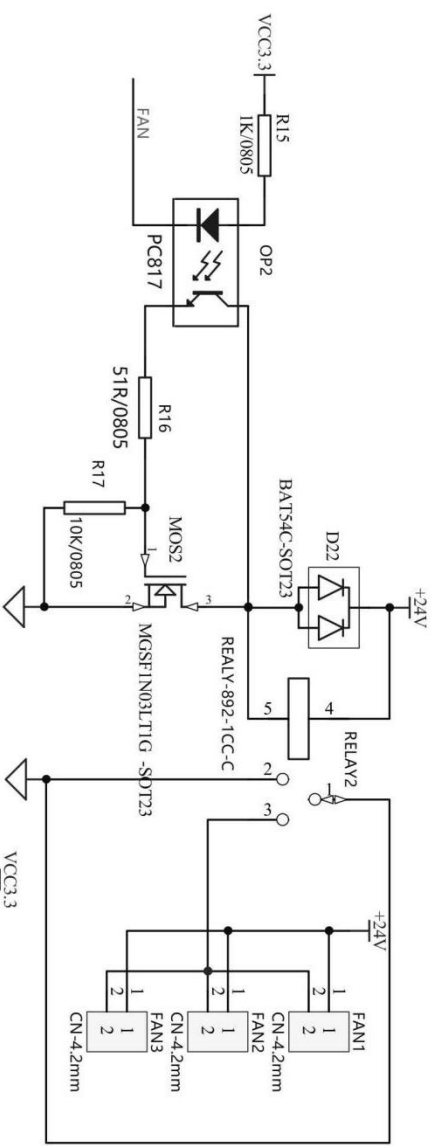 VCC3.3
R15
1K/0805
FAN
OP2
PC817
R16
51R/0805
R17
10K/0805
MOS2
1
2
3
MGSF1N03LT1G -SOT23
D22
BAT54C-SOT23
+24V
REALY-892-1CC-C
5
4
RELAY2
2
1
3
VCC3.3
+24V
1
2
1
2
FAN1
CN-4.2mm
1
2
1
2
FAN2
CN-4.2mm
1
2
1
2
FAN3
CN-4.2mm